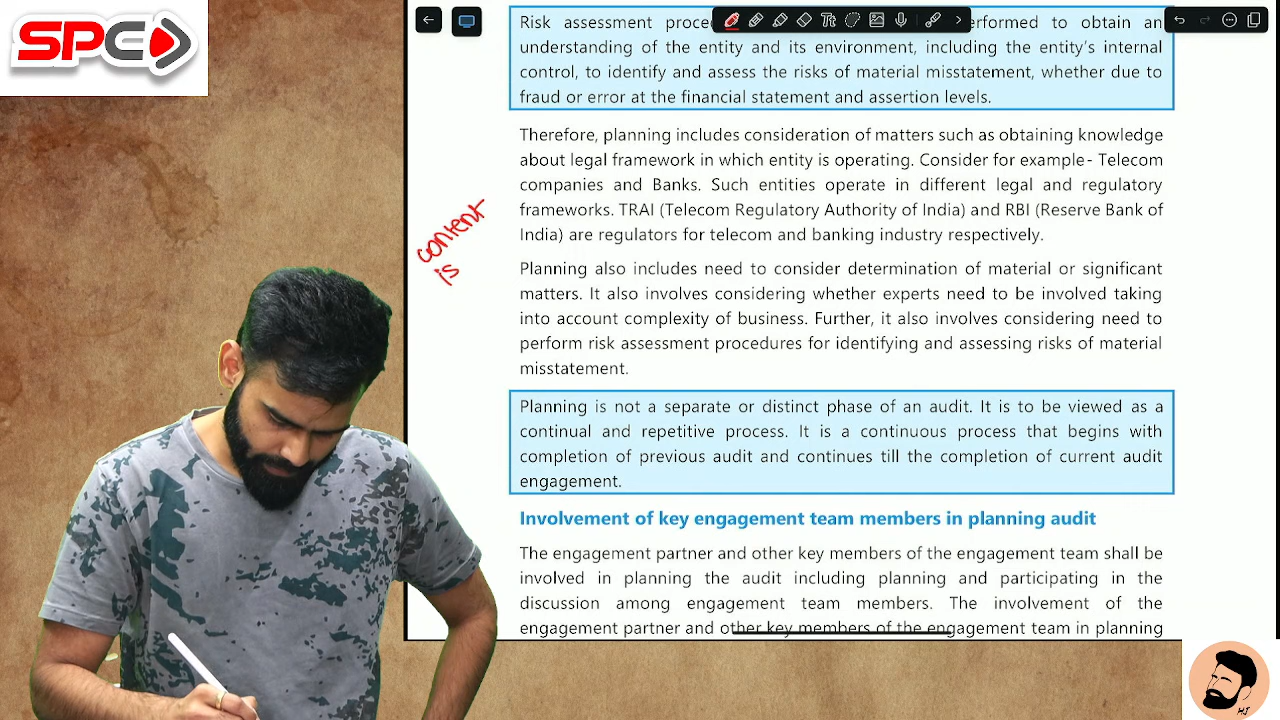 SPC
Risk assessment proce erformed to obtain an
understanding of the entity and its environment, including the entity's internal
control, to identify and assess the risks of material misstatement, whether due to
fraud or error at the financial statement and assertion levels.
Therefore, planning includes consideration of matters such as obtaining knowledge
about legal framework in which entity is operating. Consider for example- Telecom
companies and Banks. Such entities operate in different legal and regulatory
frameworks. TRAI (Telecom Regulatory Authority of India) and RBI (Reserve Bank of
India) are regulators for telecom and banking industry respectively.
content
is
Planning also includes need to consider determination of material or significant
matters. It also involves considering whether experts need to be involved taking
into account complexity of business. Further, it also involves considering need to
perform risk assessment procedures for identifying and assessing risks of material
misstatement.
Planning is not a separate or distinct phase of an audit. It is to be viewed as a
continual and repetitive process. It is a continuous process that begins with
completion of previous audit and continues till the completion of current audit
engagement.
Involvement of key engagement team members in planning audit
The engagement partner and other key members of the engagement team shall be
involved in planning the audit including planning and participating in the
discussion among engagement team members. The involvement of the
engagement partner and other key members of the engagement team in planning
HJ